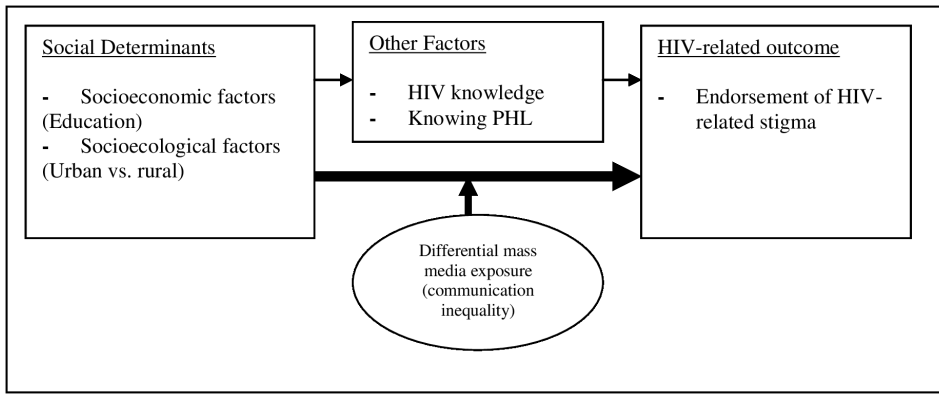 Social Determinants
- Socioeconomic factors
(Education)
- Socioecological factors
(Urban vs. rural)
Other Factors
- HIV knowledge
- Knowing PHL
HIV-related outcome
- Endorsement of HIV-
related stigma
Differential mass
media exposure
(communication
inequality)